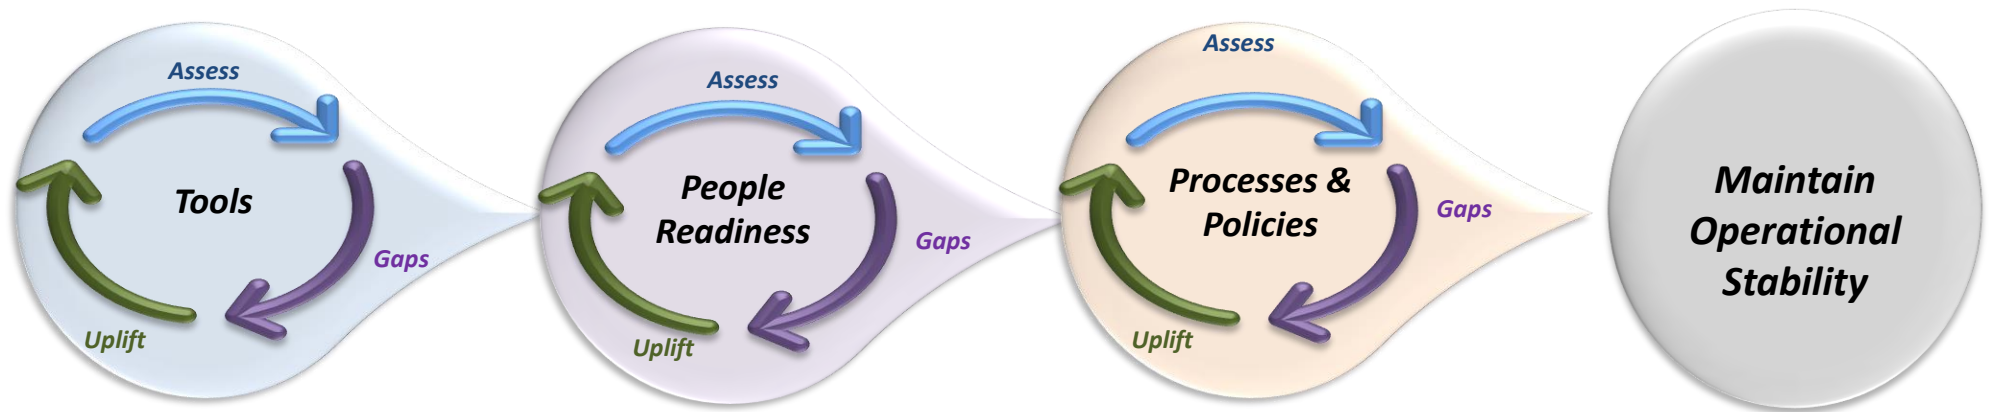 Assess
Tools
Gaps
Uplift
Assess
People
Readiness
Gaps
Uplift
Assess
Processes &
Policies
Gaps
Uplift
Maintain
Operational
Stability